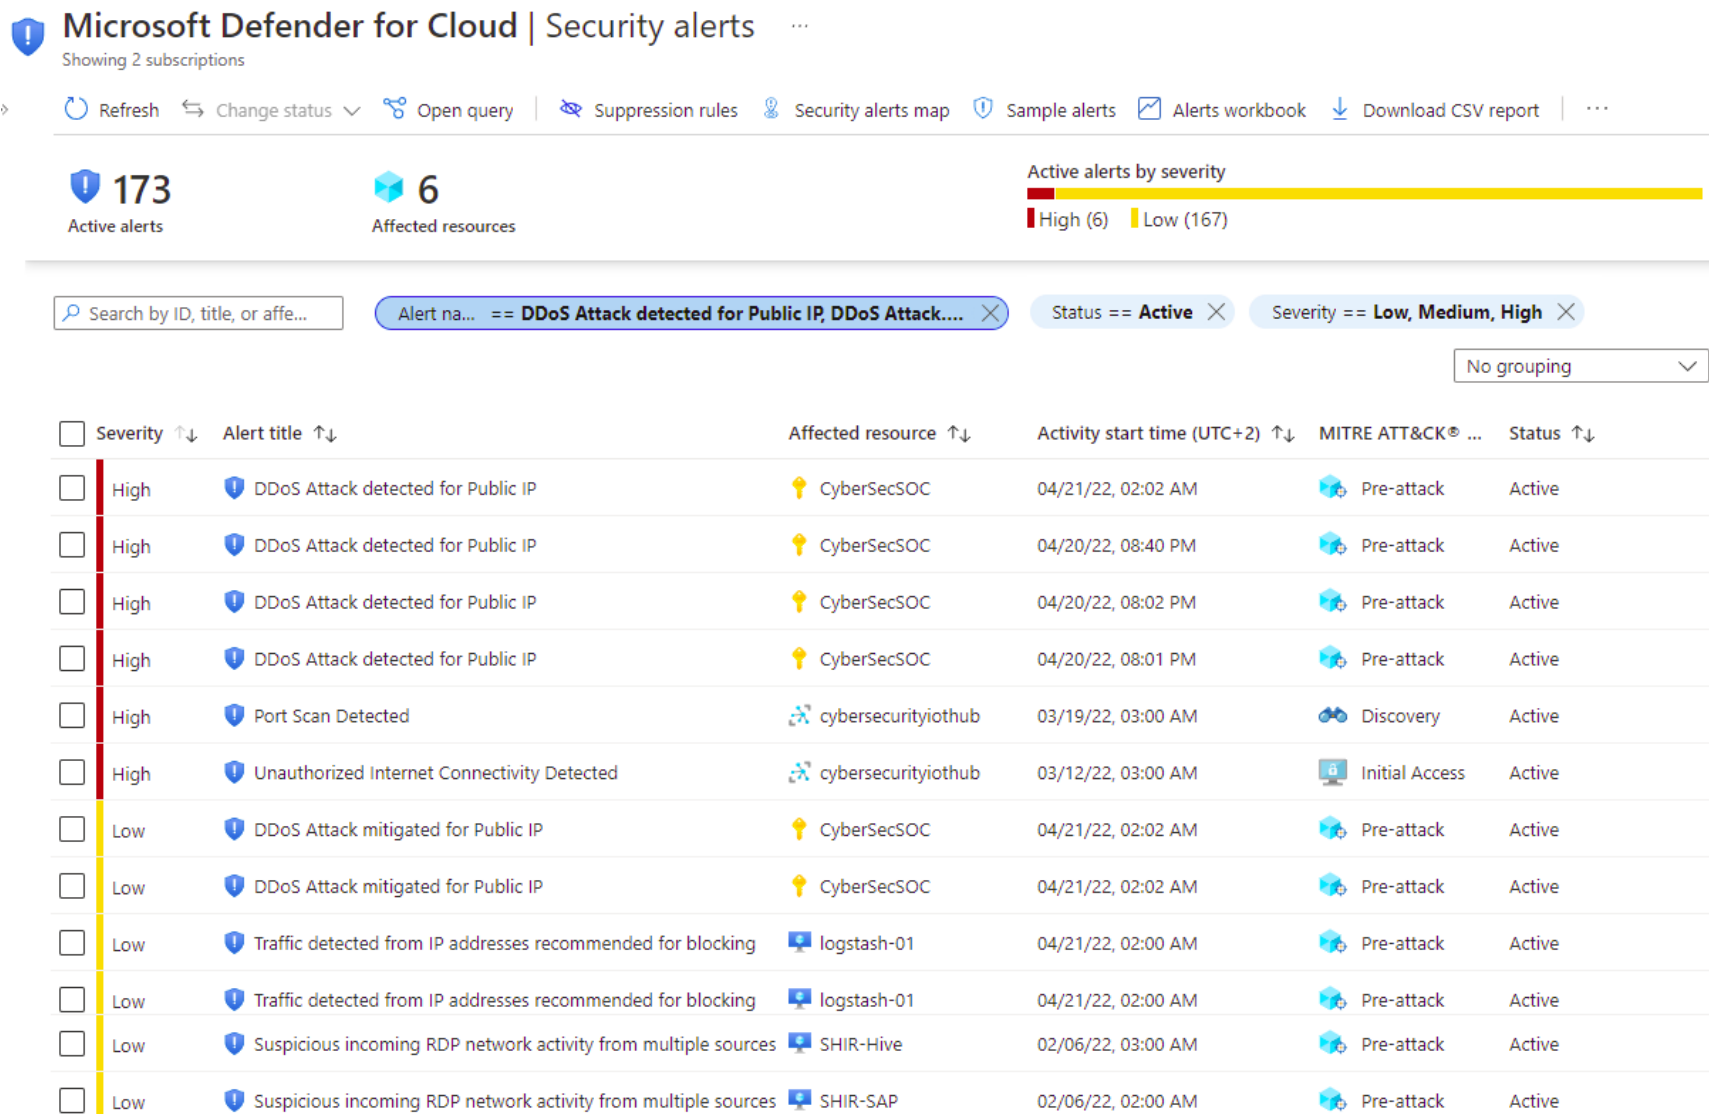 Microsoft Defender for Cloud | Security alerts ...
Showing 2 subscriptions
Refresh Change status Open query Suppression rules Security alerts map Sample alerts Alerts workbook Download CSV report ...
173
Active alerts
6
Affected resources
Active alerts by severity
High (6) Low (167)
Search by ID, title, or affe... Alert na... == DDoS Attack detected for Public IP, DDoS Attack.... Status == Active Severity == Low, Medium, High
No grouping
Severity Alert title Affected resource Activity start time (UTC+2) MITRE ATT&CK® ... Status
High DDoS Attack detected for Public IP CyberSecSOC 04/21/22, 02:02 AM Pre-attack Active
High DDoS Attack detected for Public IP CyberSecSOC 04/20/22, 08:40 PM Pre-attack Active
High DDoS Attack detected for Public IP CyberSecSOC 04/20/22, 08:02 PM Pre-attack Active
High DDoS Attack detected for Public IP CyberSecSOC 04/20/22, 08:01 PM Pre-attack Active
High Port Scan Detected cybersecurityiothub 03/19/22, 03:00 AM Discovery Active
High Unauthorized Internet Connectivity Detected cybersecurityiothub 03/12/22, 03:00 AM Initial Access Active
Low DDoS Attack mitigated for Public IP CyberSecSOC 04/21/22, 02:02 AM Pre-attack Active
Low DDoS Attack mitigated for Public IP CyberSecSOC 04/21/22, 02:02 AM Pre-attack Active
Low Traffic detected from IP addresses recommended for blocking logstash-01 04/21/22, 02:00 AM Pre-attack Active
Low Traffic detected from IP addresses recommended for blocking logstash-01 04/21/22, 02:00 AM Pre-attack Active
Low Suspicious incoming RDP network activity from multiple sources SHIR-Hive 02/06/22, 03:00 AM Pre-attack Active
Low Suspicious incoming RDP network activity from multiple sources SHIR-SAP 02/06/22, 02:00 AM Pre-attack Active